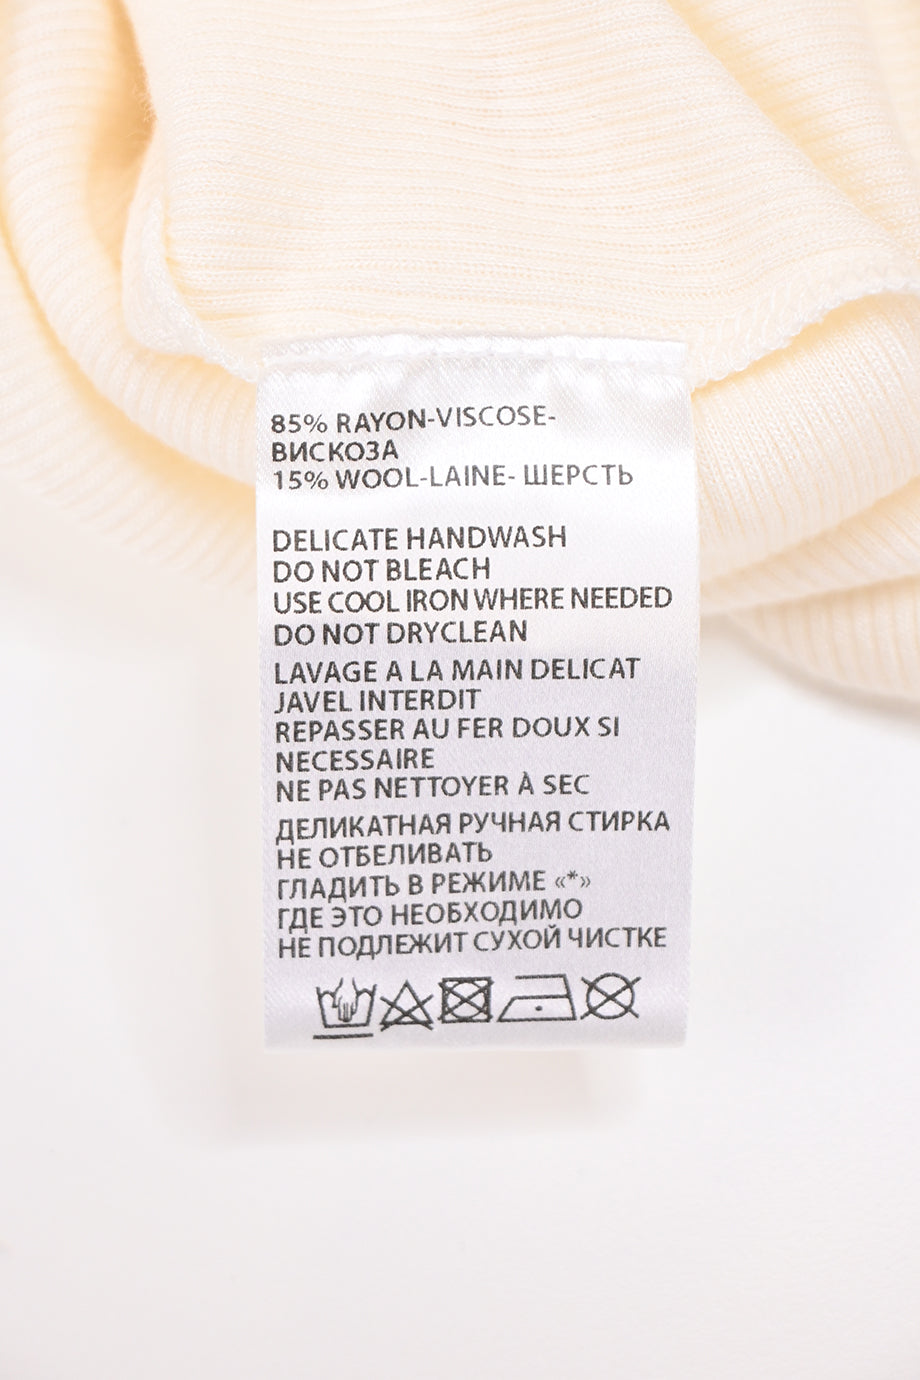 85% RAYON-VISCOSE-
ВИСКОЗА
15% WOOL-LAINE- ШЕРСТЬ
DELICATE HANDWASH
DO NOT BLEACH
USE COOL IRON WHERE NEEDED
DO NOT DRYCLEAN
LAVAGE A LA MAIN DELICAT
JAVEL INTERDIT
REPASSER AU FER DOUX SI
NECESSAIRE
NE PAS NETTOYER À SEC
ДЕЛИКАТНАЯ РУЧНАЯ СТИРКА
НЕ ОТБЕЛИВАТЬ
ГЛАДИТЬ В РЕЖИМЕ «*»
ГДЕ ЭТО НЕОБХОДИМО
НЕ ПОДЛЕЖИТ СУХОЙ ЧИСТКЕ